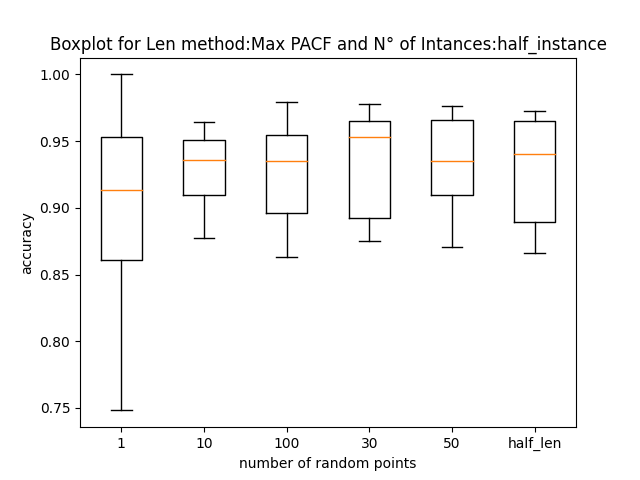 Boxplot for Len method:Max PACF and N° of Intances:half_instance
1.00
0.95
0.90
0.85
0.80
0.75
accuracy
1 10 100 30 50 half_len
number of random points